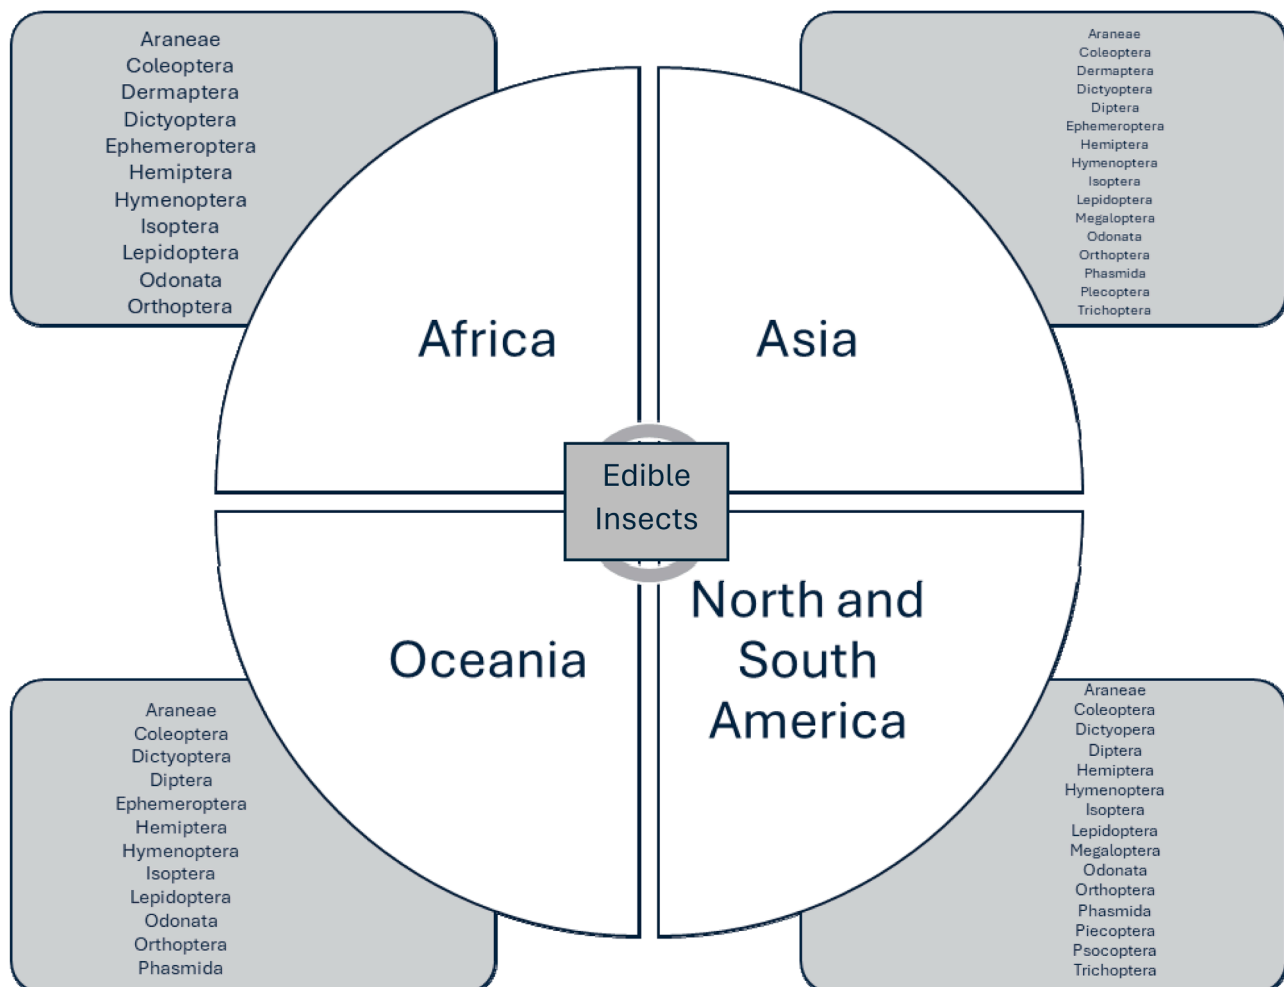 Araneae
Coleoptera
Dermaptera
Dictyoptera
Ephemeroptera
Hemiptera
Hymenoptera
Isoptera
Lepidoptera
Odonata
Orthoptera
Africa
Araneae
Coleoptera
Dermaptera
Dictyoptera
Diptera
Ephemeroptera
Hemiptera
Hymenoptera
Isoptera
Lepidoptera
Megaloptera
Odonata
Orthoptera
Phasmida
Plecoptera
Trichoptera
Asia
Edible
Insects
Oceania
Araneae
Coleoptera
Dictyoptera
Diptera
Ephemeroptera
Hemiptera
Hymenoptera
Isoptera
Lepidoptera
Odonata
Orthoptera
Phasmida
North and
South
America
Araneae
Coleoptera
Dictyopera
Diptera
Hemiptera
Hymenoptera
Isoptera
Lepidoptera
Megaloptera
Odonata
Orthoptera
Phasmida
Piecoptera
Psocoptera
Trichoptera